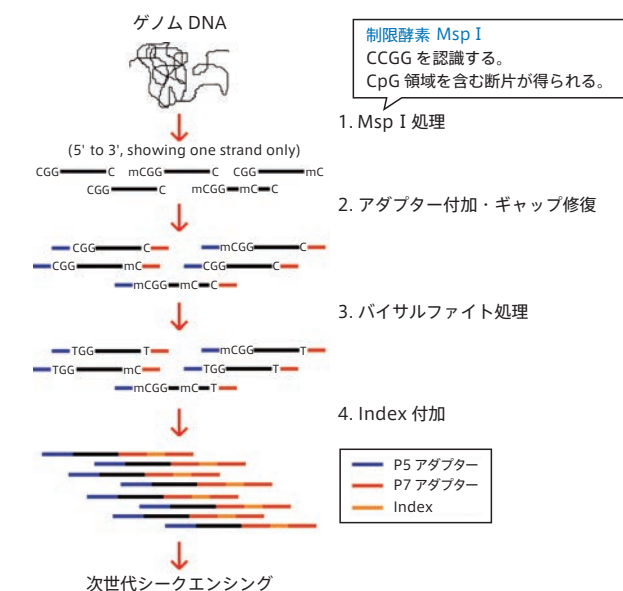 ゲノム DNA
制限酵素 Msp I
CCGG を認識する。
CpG 領域を含む断片が得られる。
1. Msp I 処理
(5' to 3', showing one strand only)
CGG C mCGG C CGG mC
CGG C mCGG mC C
2. アダプター付加・ギャップ修復
CGG C mCGG C
CGG mC CGG C
mCGG mC C
3. バイサルファイト処理
TGG T mCGG T
TGG mC TGG T
mCGG mC T
4. Index 付加
P5 アダプター
P7 アダプター
Index
次世代シークエンシング